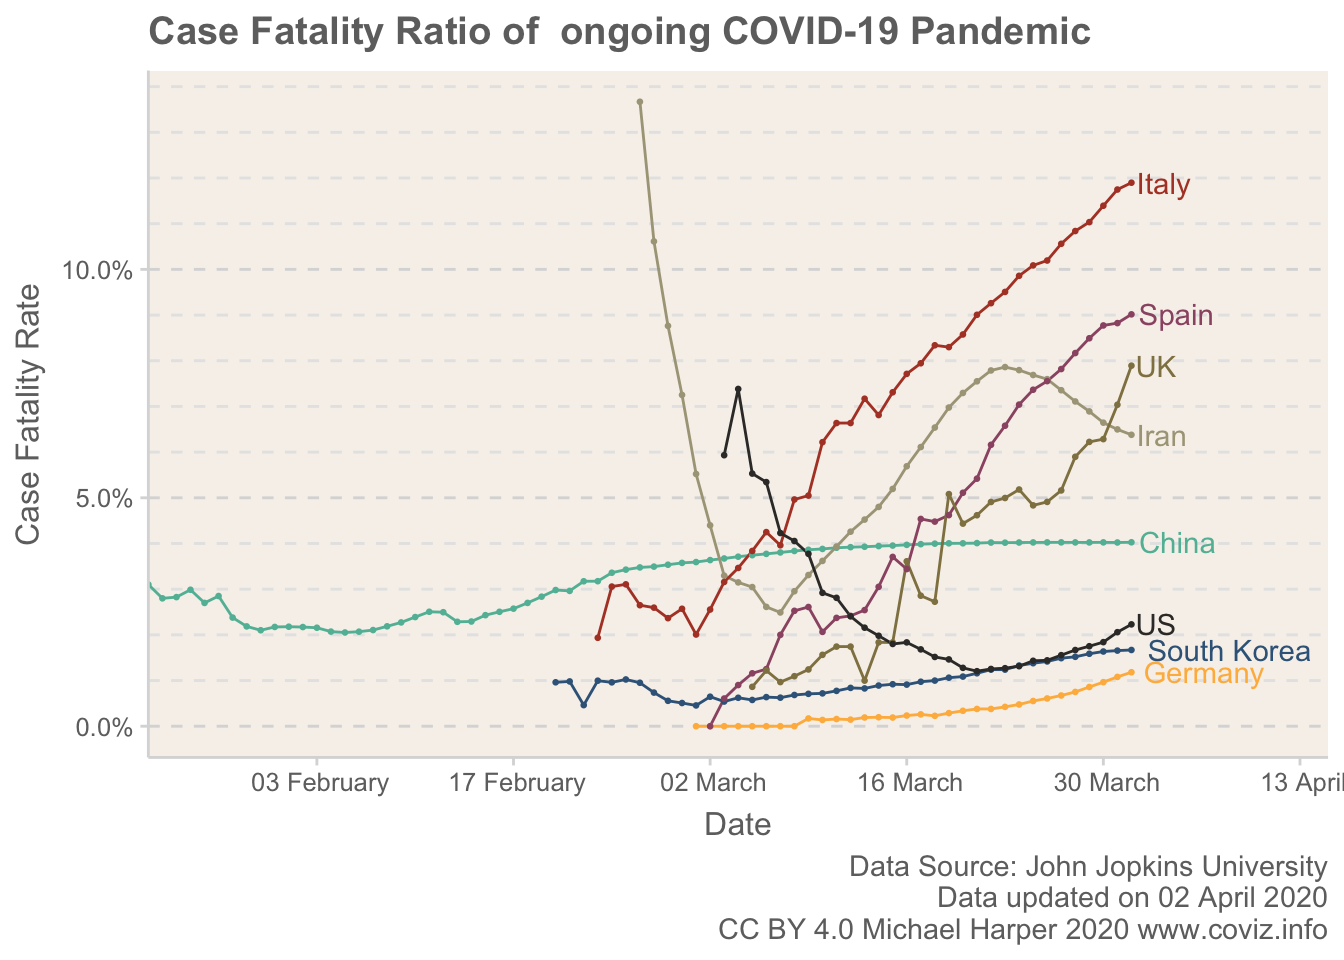 Case Fatality Ratio of  ongoing COVID-19 Pandemic
Case Fatality Rate
10.0%
5.0%
0.0%
Italy
Spain
UK
Iran
China
US
South Korea
Germany
03 February
17 February
02 March
16 March
30 March
13 April
Date
Data Source: John Jopkins University
Data updated on 02 April 2020
CC BY 4.0 Michael Harper 2020 www.coviz.info